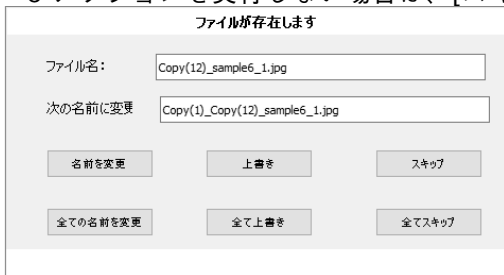 ファイルが存在します
ファイル名：
Copy(12)_sample6_1.jpg
次の名前に変更
Copy(1)_Copy(12)_sample6_1.jpg
名前を変更 上書き スキップ
全ての名前を変更 全て上書き 全てスキップ